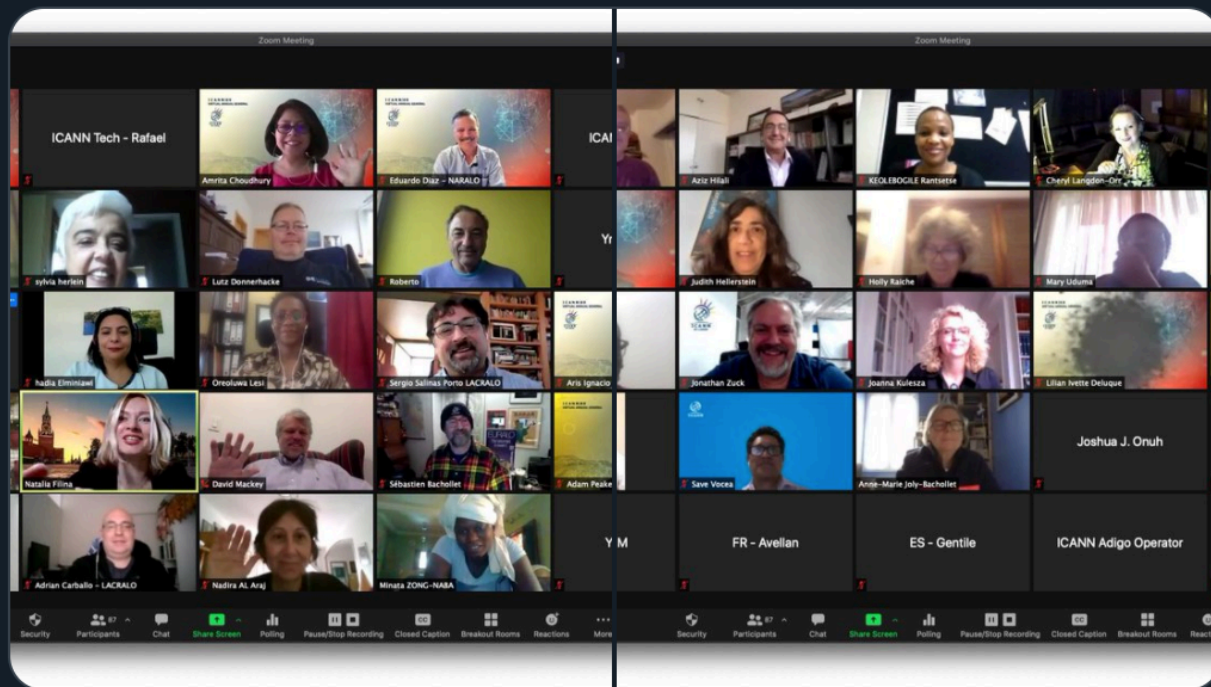 Zoom Meeting
ICANN Tech - Rafael
Amrita Choudhury
Eduardo Diaz - NARALO
sylvia herlein
Lutz Donnerhacke
Roberto
hadia Elminiawi
Oreoluwa Lesi
Sergio Salinas Porto LACRALO
Aris Ignacio
Natalia Filina
David Mackey
Sébastien Bachollet
Adam Peake
Adrian Carballo - LACRALO
Nadira AL Araj
Minata ZONG-NABA
Security
Participants
67
Chat
Share Screen
Polling
Pause/Stop Recording
Closed Caption
Breakout Rooms
Reactions
More
Zoom Meeting
Aziz Hilali
KEOLEBOGILE Rantsetse
Cheryl Langdon-Orr
Judith Hellerstein
Holly Raiche
Mary Uduma
ICANN
Jonathan Zuck
Joanna Kulesza
Lilian Ivette Deluque
Save Vocea
Anne-Marie Joly-Bachollet
Joshua J. Onuh
FR - Avellan
ES - Gentile
ICANN Adigo Operator
Security
Participants
67
Chat
Share Screen
Polling
Pause/Stop Recording
Closed Caption
Breakout Rooms